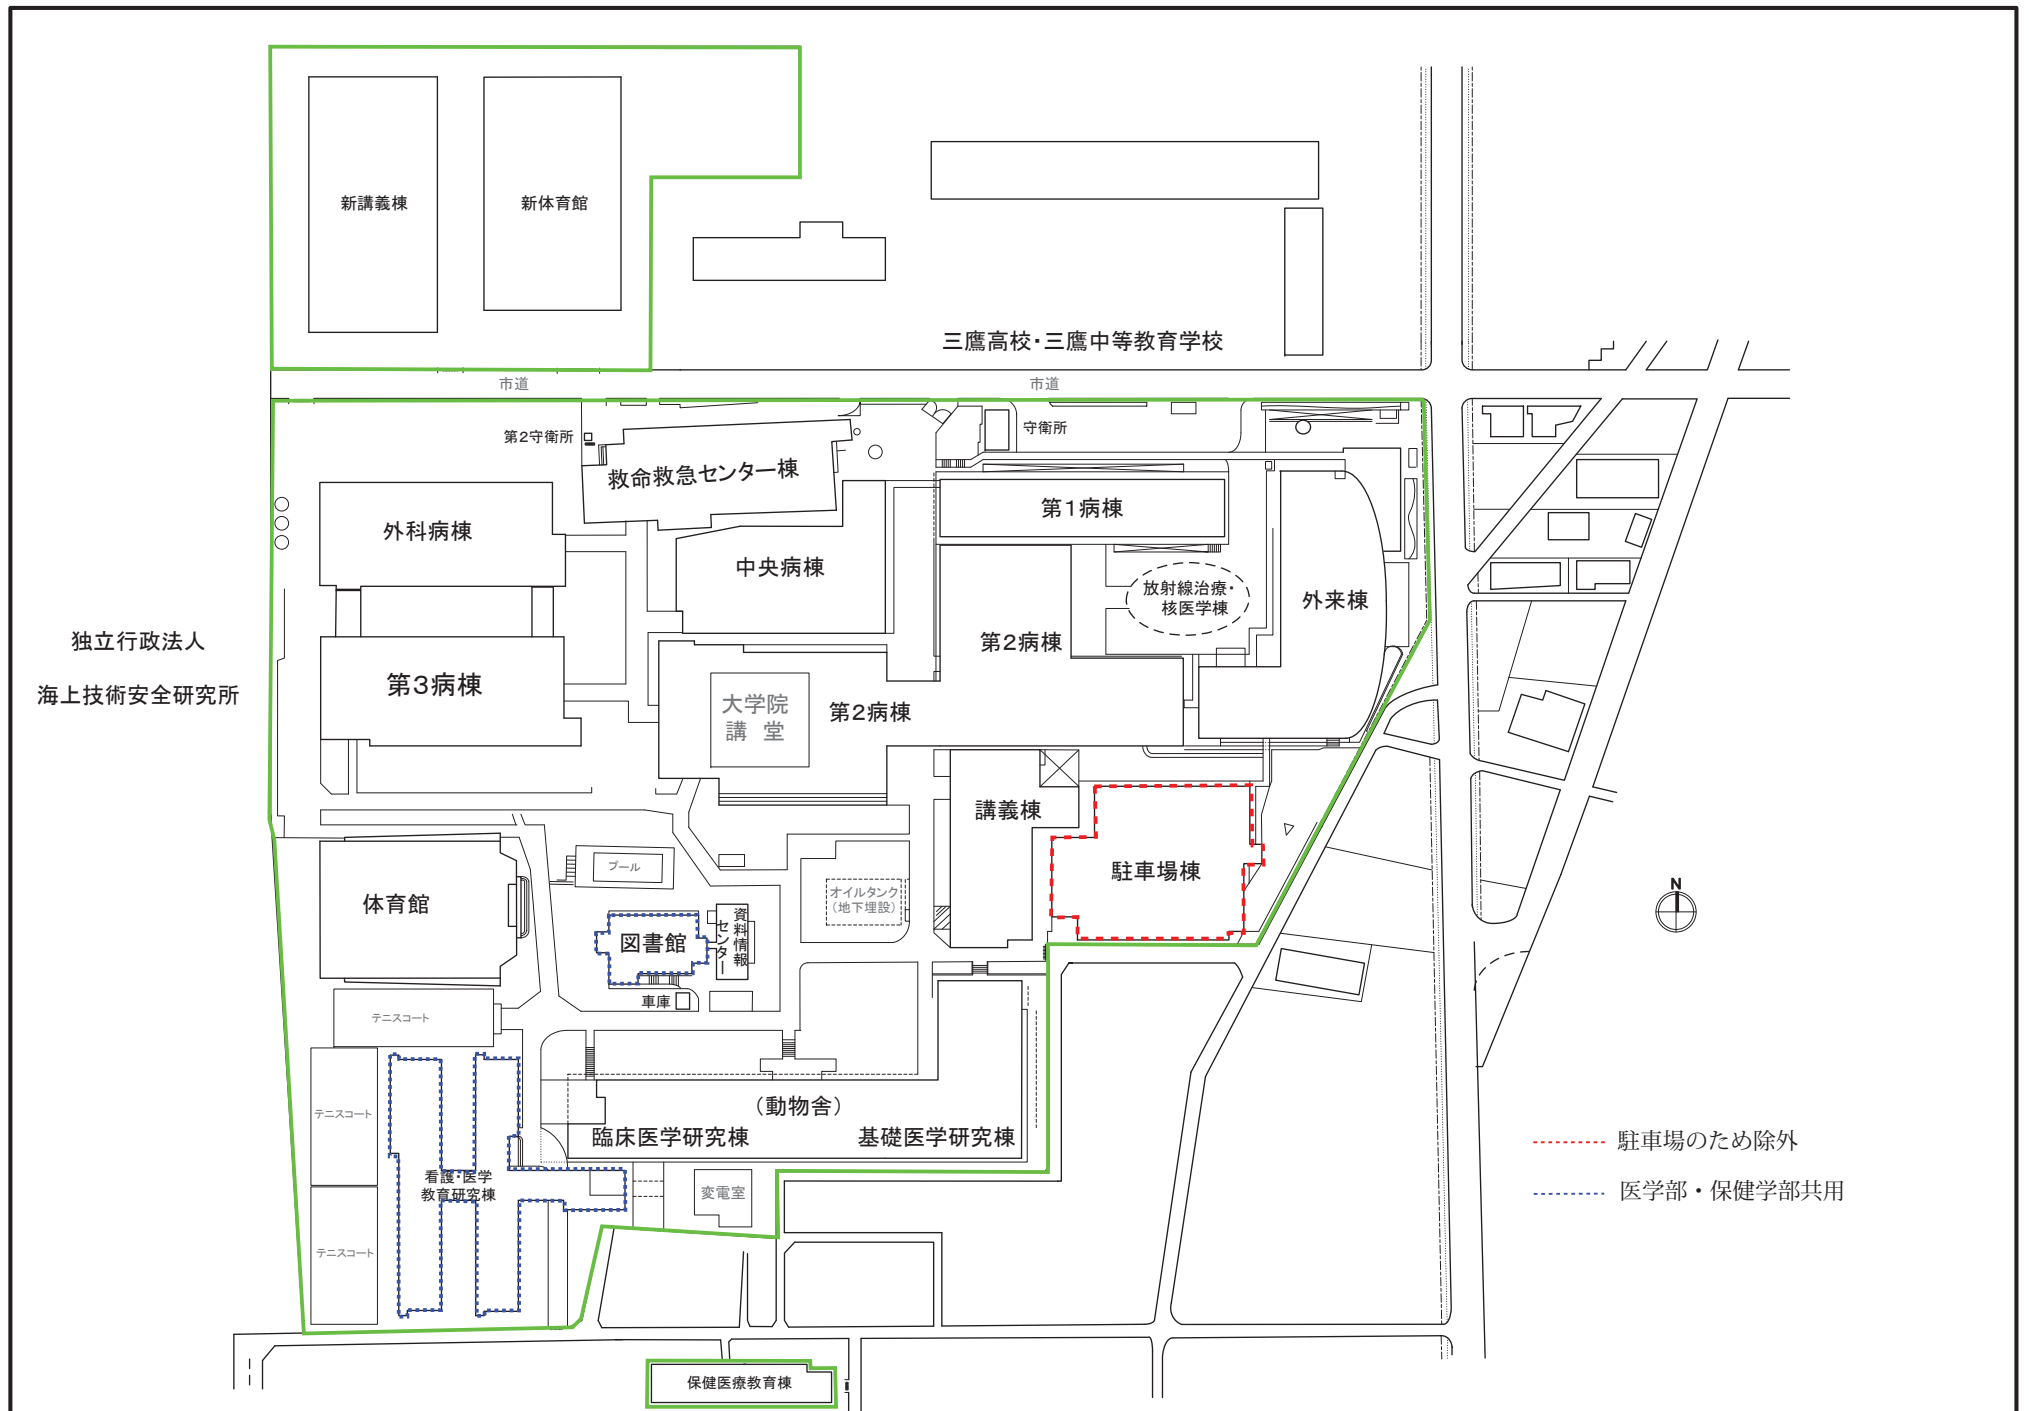 新講義棟
新体育館
三鷹高校・三鷹中等教育学校
市道
市道
第2守衛所
守衛所
救命救急センター棟
外科病棟
第1病棟
中央病棟
放射線治療・
核医学棟
外来棟
独立行政法人
海上技術安全研究所
第2病棟
第3病棟
大学院
講 堂
第2病棟
講義棟
プール
駐車場棟
オイルタンク
（地下埋設）
体育館
図書館
資料情報
センター
N
車庫
テニスコート
（動物舎）
テニスコート
臨床医学研究棟
基礎医学研究棟
駐車場のため除外
看護・医学
教育研究棟
変電室
医学部・保健学部共用
テニスコート
保健医療教育棟